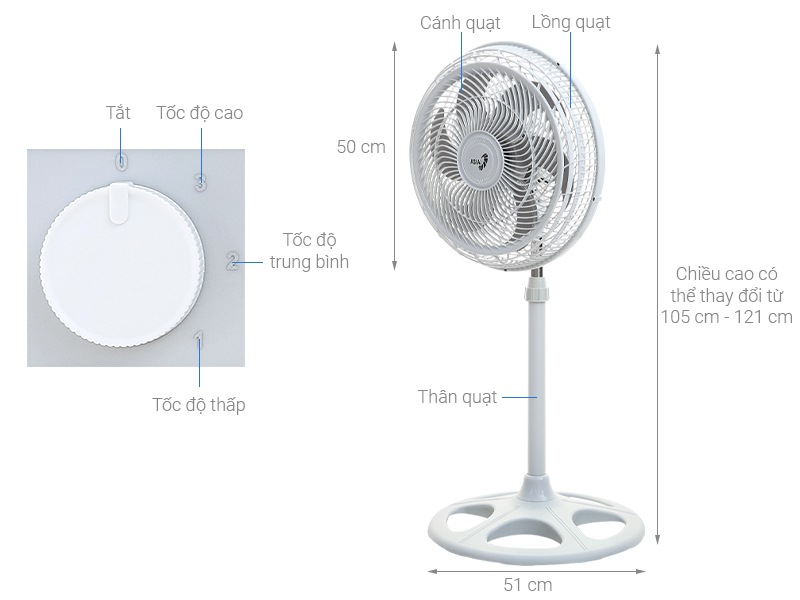 Cánh quạt
Lồng quạt
Tắt
Tốc độ cao
50 cm
0
3
ASIA
Tốc độ
trung bình
2
Chiều cao có
thể thay đổi từ
105 cm - 121 cm
1
Thân quạt
Tốc độ thấp
51 cm